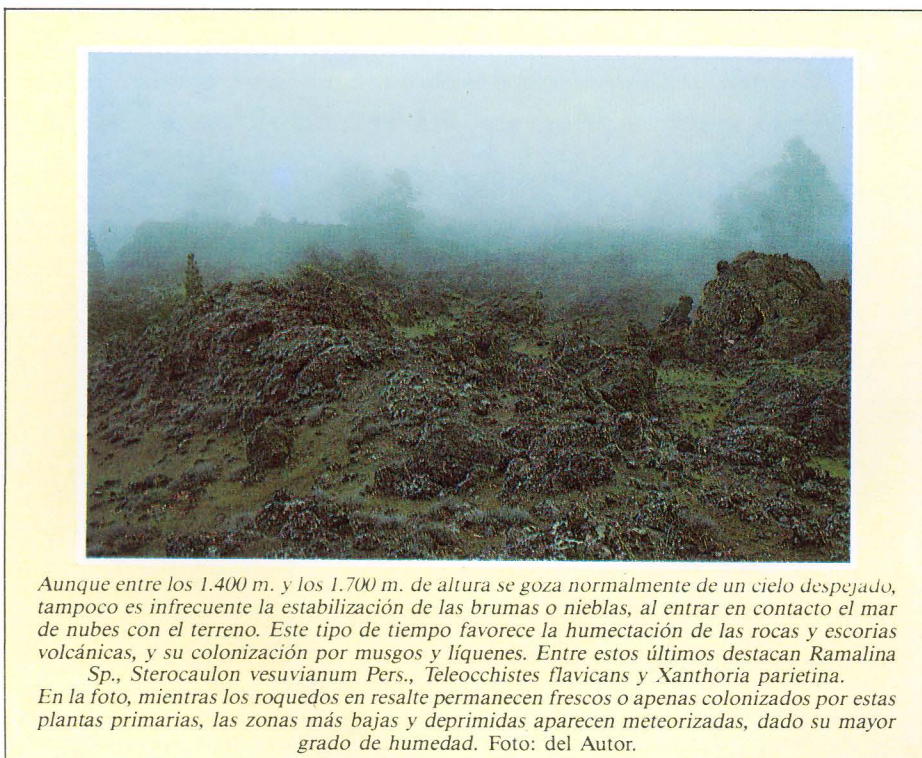 Aunque entre los 1.400 m. y los 1.700 m. de altura se goza normalmente de un cielo despejado,
tampoco es infrecuente la estabilización de las brumas o nieblas, al entrar en contacto el mar
de nubes con el terreno. Este tipo de tiempo favorece la humectación de las rocas y escorias
volcánicas, y su colonización por musgos y líquenes. Entre estos últimos destacan Ramalina
Sp., Sterocaulon vesuvianum Pers., Teleocchistes flavicans y Xanthoria parietina.
En la foto, mientras los roquedos en resalte permanecen frescos o apenas colonizados por estas
plantas primarias, las zonas más bajas y deprimidas aparecen meteorizadas, dado su mayor
grado de humedad. Foto: del Autor.